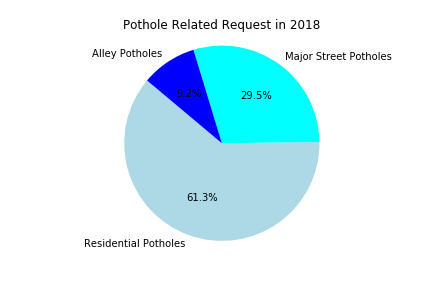 Pothole Related Request in 2018
Alley Potholes
Major Street Potholes
9.2%
29.5%
61.3%
Residential Potholes